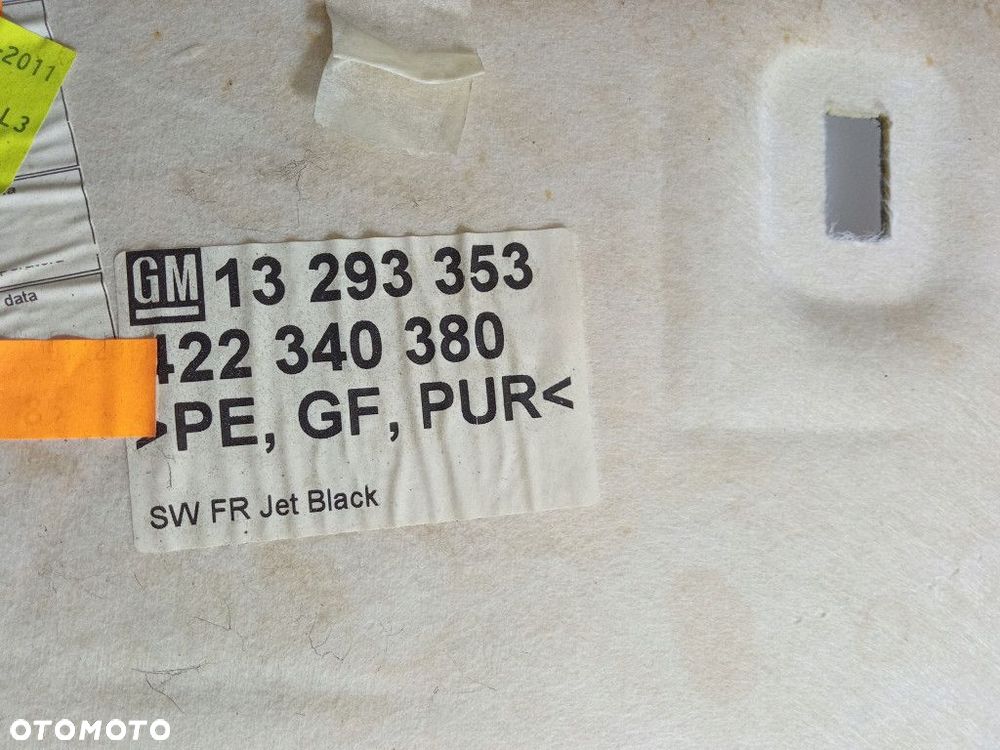 -2011
L3
data
GM 13 293 353
422 340 380
>PE, GF, PUR<
SW FR Jet Black
OTOMOTO